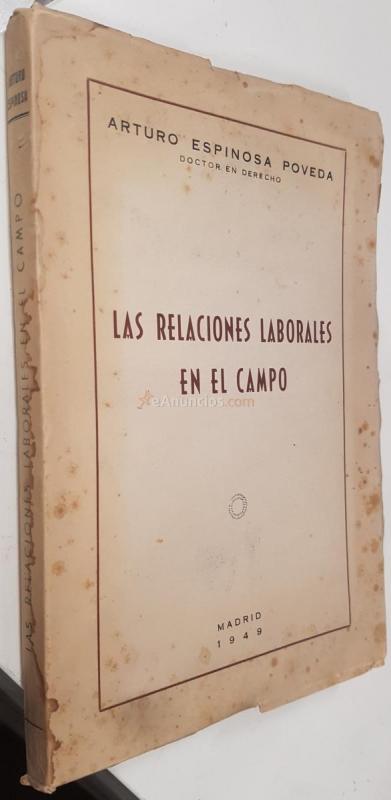 ARTURO
ESPINOSA
LAS RELACIONES LABORALES EN EL CAMPO
ARTURO ESPINOSA POVEDA
DOCTOR EN DERECHO
LAS RELACIONES LABORALES
EN EL CAMPO
eAnuncios.com
MADRID
1949